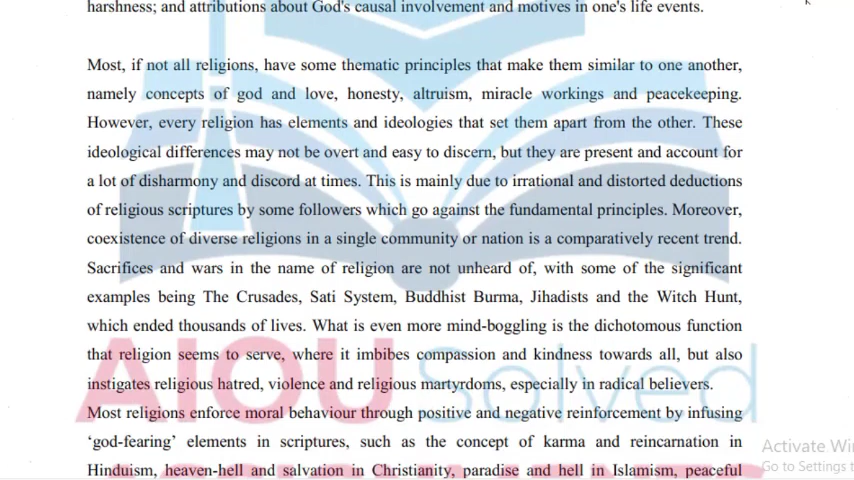 harshness; and attributions about God's causal involvement and motives in one's life events.
Most, if not all religions, have some thematic principles that make them similar to one another,
namely concepts of god and love, honesty, altruism, miracle workings and peacekeeping.
However, every religion has elements and ideologies that set them apart from the other. These
ideological differences may not be overt and easy to discern, but they are present and account for
a lot of disharmony and discord at times. This is mainly due to irrational and distorted deductions
of religious scriptures by some followers which go against the fundamental principles. Moreover,
coexistence of diverse religions in a single community or nation is a comparatively recent trend.
Sacrifices and wars in the name of religion are not unheard of, with some of the significant
examples being The Crusades, Sati System, Buddhist Burma, Jihadists and the Witch Hunt,
which ended thousands of lives. What is even more mind-boggling is the dichotomous function
that religion seems to serve, where it imbibes compassion and kindness towards all, but also
instigates religious hatred, violence and religious martyrdoms, especially in radical believers.
AIOU Solved
Most religions enforce moral behaviour through positive and negative reinforcement by infusing
‘god-fearing’ elements in scriptures, such as the concept of karma and reincarnation in
Hinduism, heaven-hell and salvation in Christianity, paradise and hell in Islamism, peaceful
Activate
Go to Settings